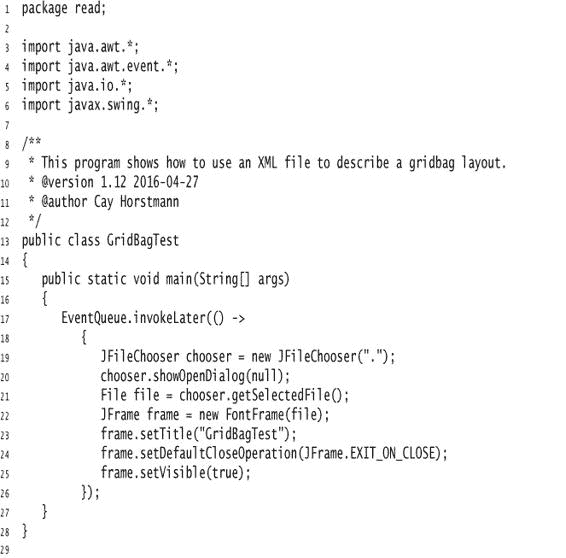 1 package read;
2
3 import java.awt.*;
4 import java.awt.event.*;
5 import java.io.*;
6 import javax.swing.*;
7
8 /**
9  * This program shows how to use an XML file to describe a gridbag layout.
10  * @version 1.12 2016-04-27
11  * @author Cay Horstmann
12  */
13 public class GridBagTest
14 {
15    public static void main(String[] args)
16    {
17       EventQueue.invokeLater(() ->
18          {
19             JFileChooser chooser = new JFileChooser(".");
20             chooser.showOpenDialog(null);
21             File file = chooser.getSelectedFile();
22             JFrame frame = new FontFrame(file);
23             frame.setTitle("GridBagTest");
24             frame.setDefaultCloseOperation(JFrame.EXIT_ON_CLOSE);
25             frame.setVisible(true);
26          });
27    }
28 }
29